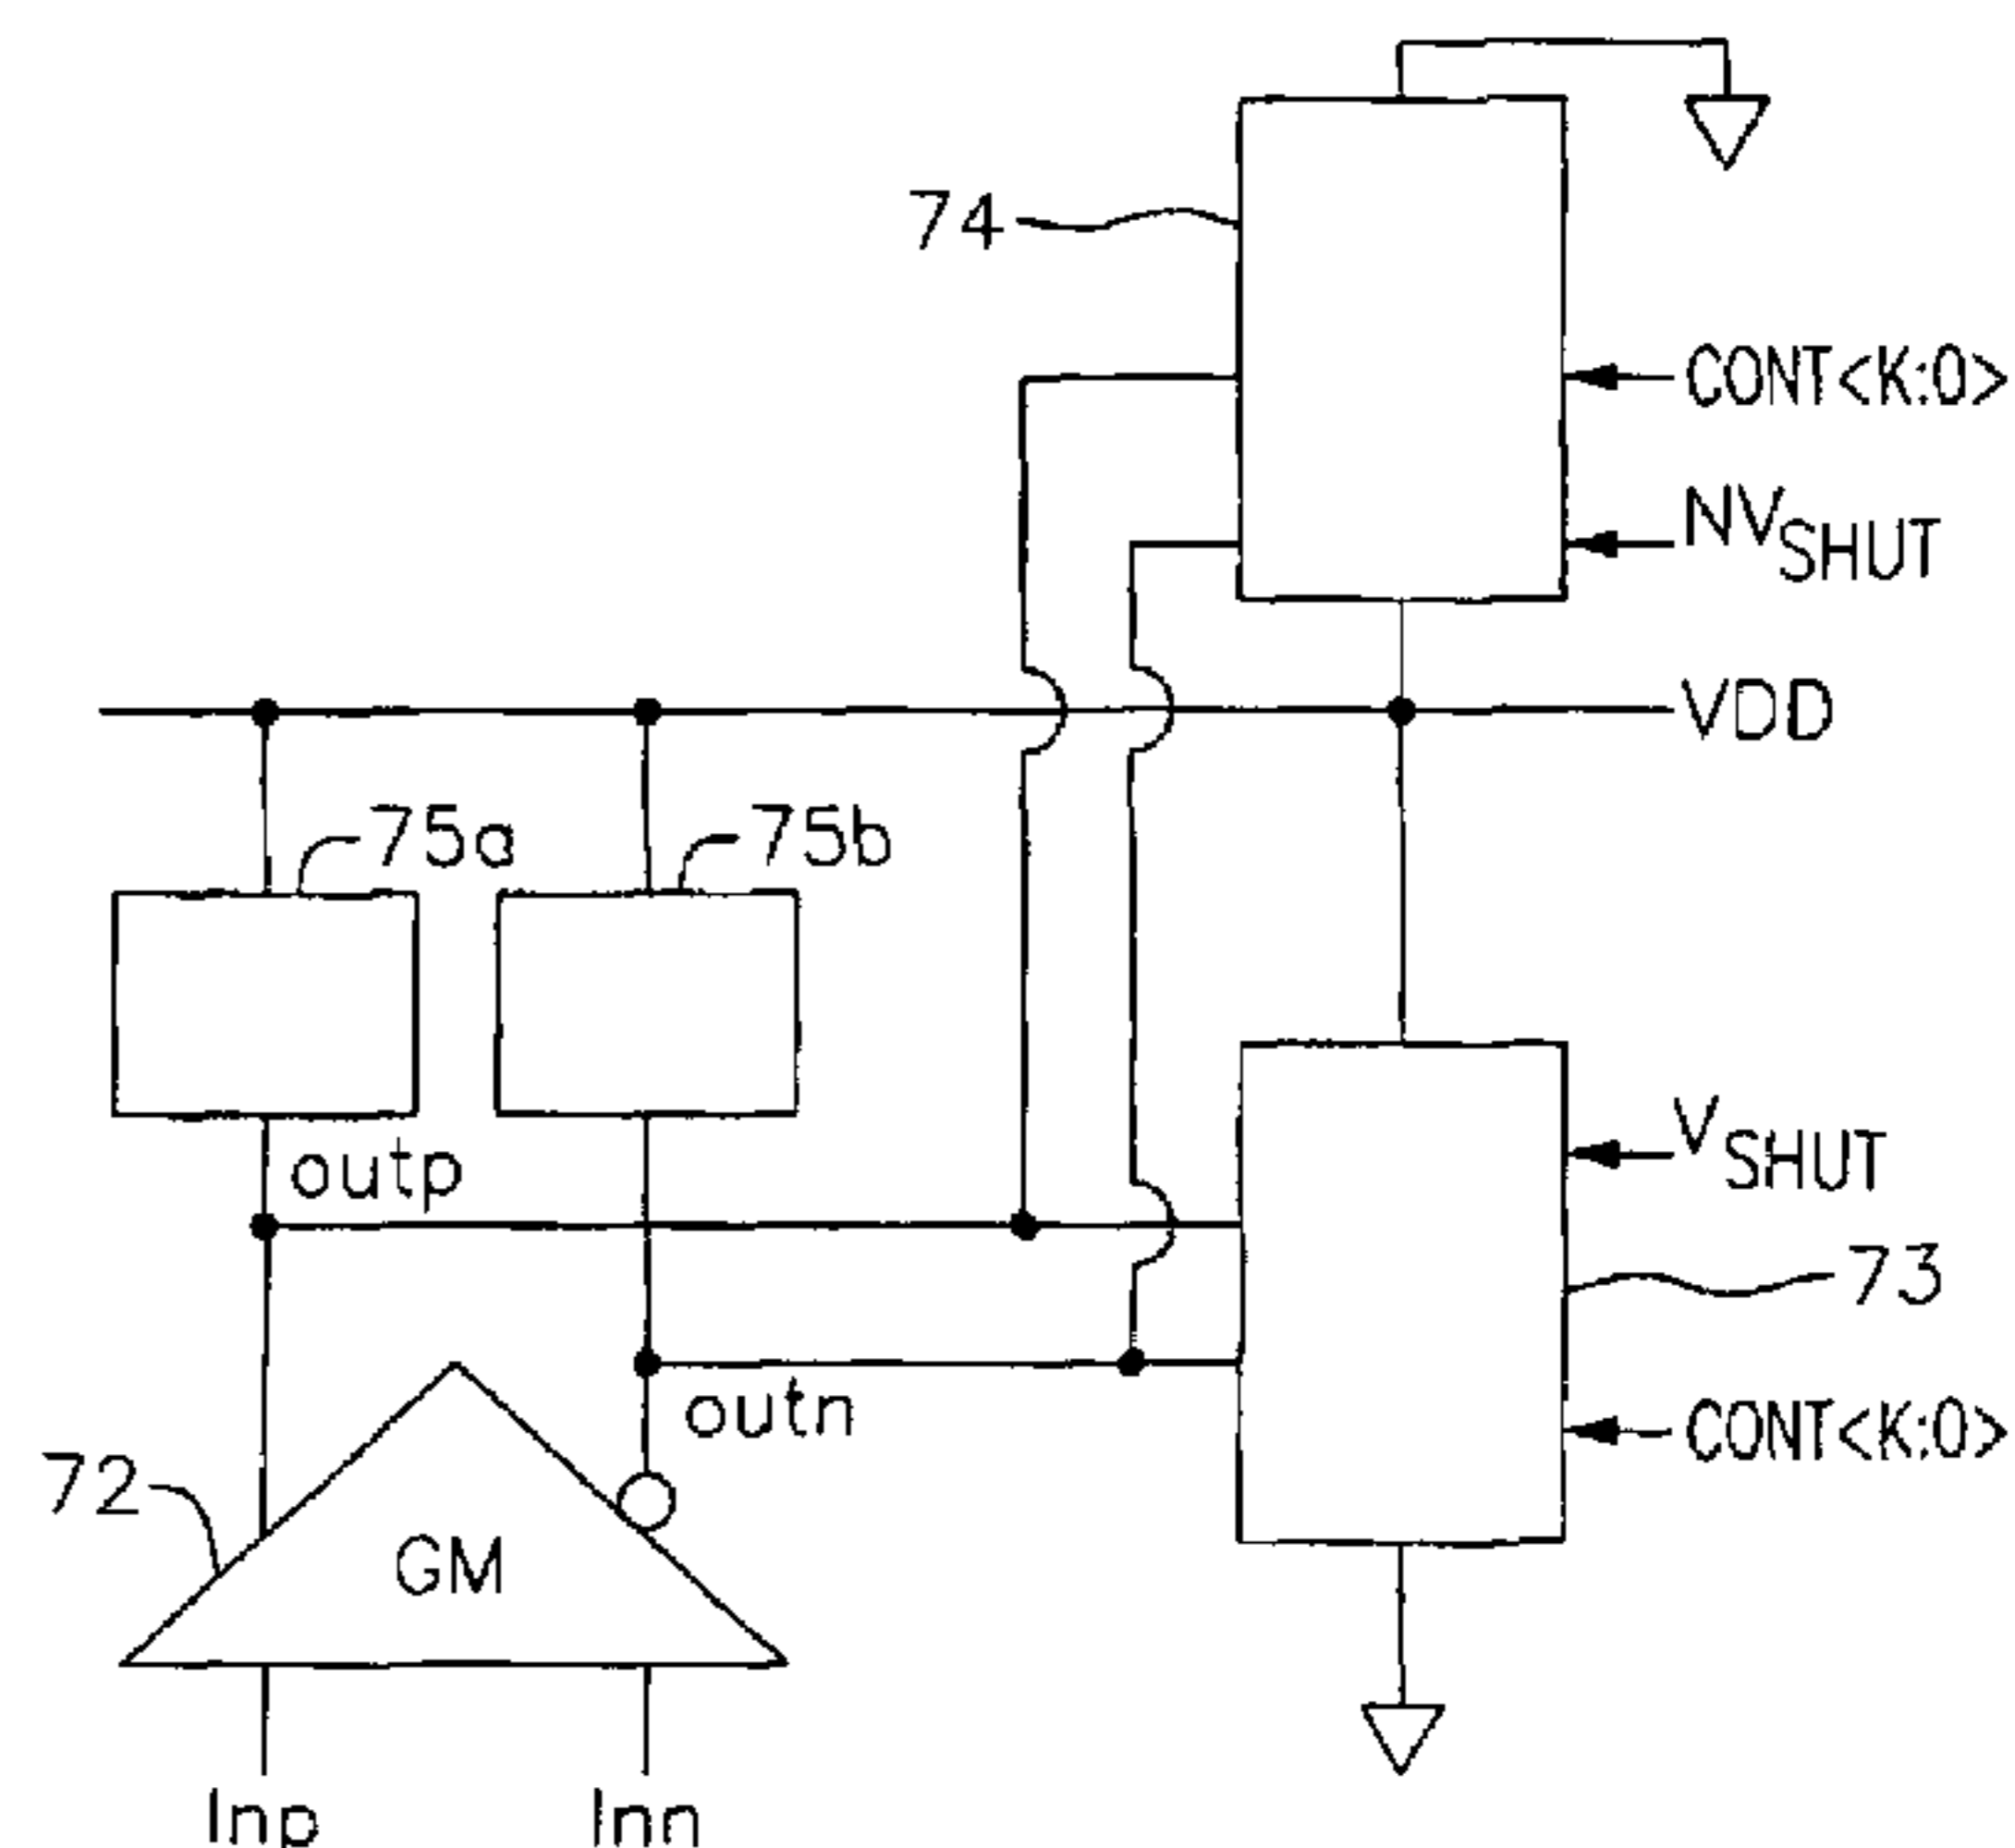 74
CONT<K:0>
NVSHUT
VDD
75a
75b
outp
VSHUT
73
outn
CONT<K:0>
72
GM
Inp
Inn